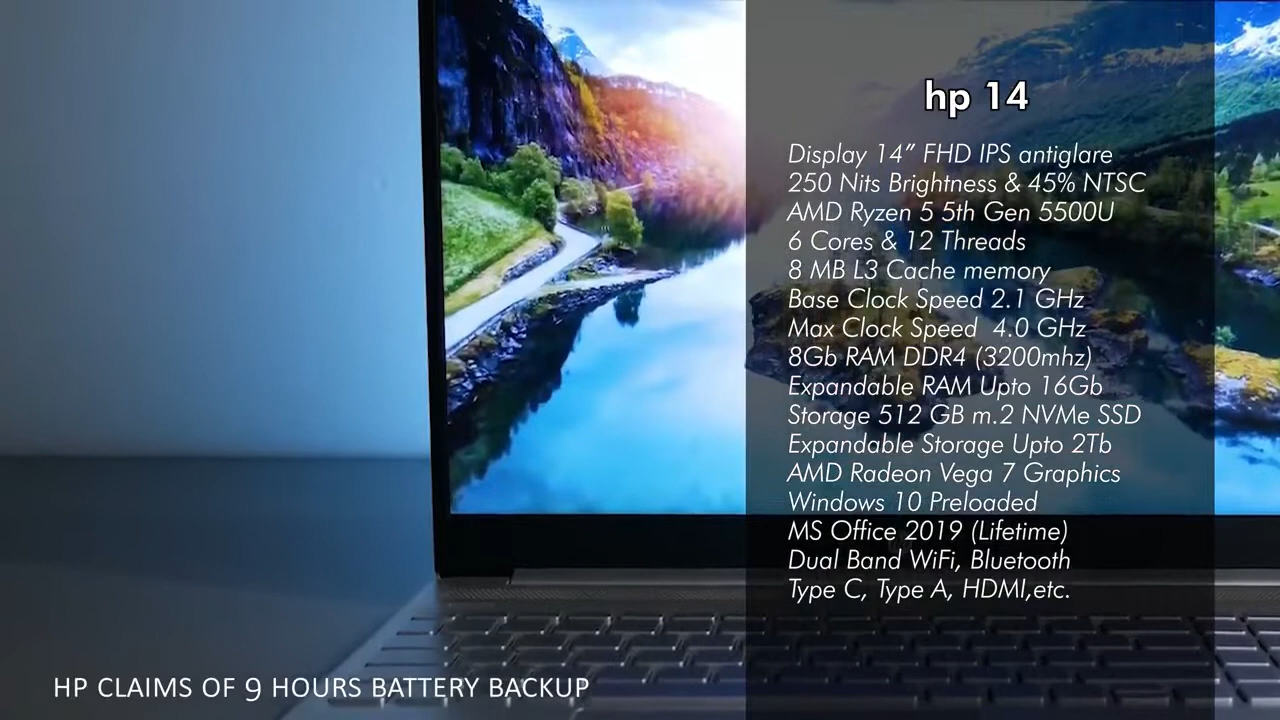 hp 14
Display 14” FHD IPS antiglare
250 Nits Brightness & 45% NTSC
AMD Ryzen 5 5th Gen 5500U
6 Cores & 12 Threads
8 MB L3 Cache memory
Base Clock Speed 2.1 GHz
Max Clock Speed  4.0 GHz
8Gb RAM DDR4 (3200mhz)
Expandable RAM Upto 16Gb
Storage 512 GB m.2 NVMe SSD
Expandable Storage Upto 2Tb
AMD Radeon Vega 7 Graphics
Windows 10 Preloaded
MS Office 2019 (Lifetime)
Dual Band WiFi, Bluetooth
Type C, Type A, HDMI,etc.
HP CLAIMS OF 9 HOURS BATTERY BACKUP